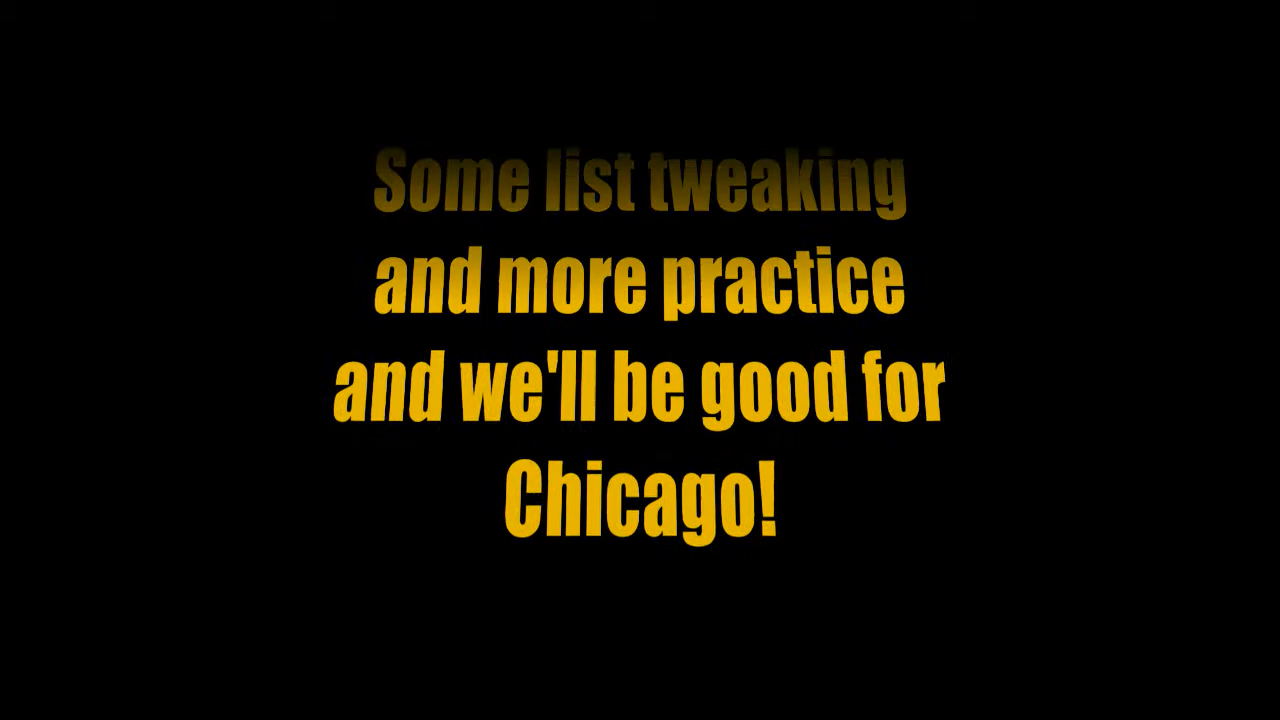 Some list tweaking
and more practice
and we'll be good for
Chicago!